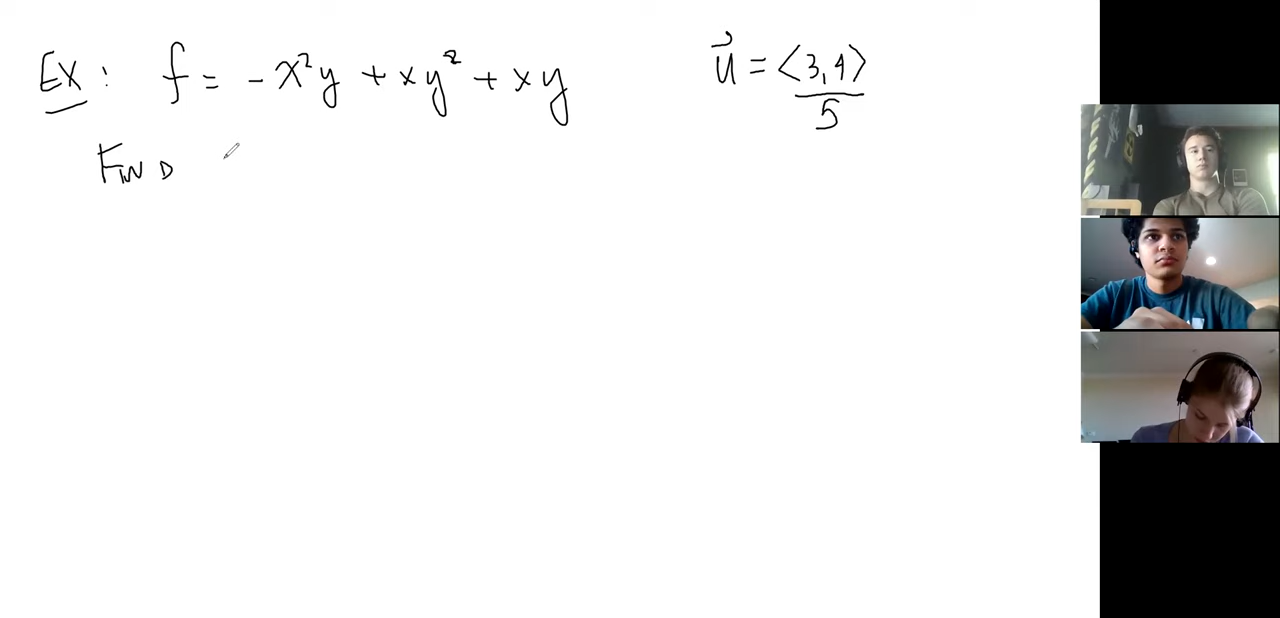 EX: f = -x²y + xy² + xy
u⃗ = <3,4>
5
FIND